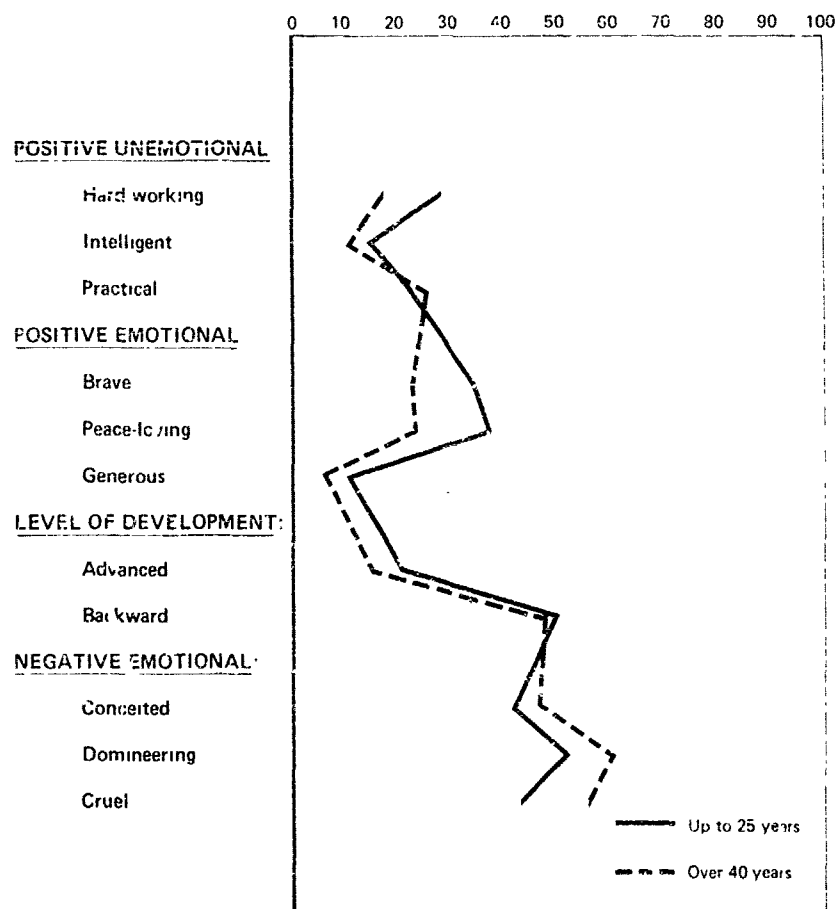 0 10 20 30 40 50 60 70 80 90 100
POSITIVE UNEMOTIONAL
Hard working
Intelligent
Practical
POSITIVE EMOTIONAL
Brave
Peace-loving
Generous
LEVEL OF DEVELOPMENT:
Advanced
Backward
NEGATIVE EMOTIONAL:
Conceited
Domineering
Cruel
Up to 25 years
Over 40 years